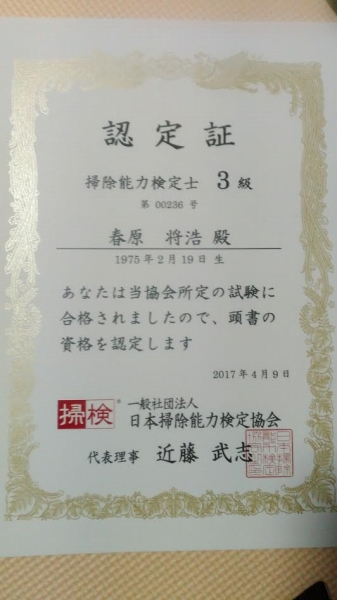 認定証
掃除能力検定士 3級
第 00236 号
春原 将浩 殿
1975年2月19日 生
あなたは当協会所定の試験に
合格されましたので、頭書の
資格を認定します
2017年4月9日
掃検®
一般社団法人
日本掃除能力検定協会
代表理事 近藤 武志